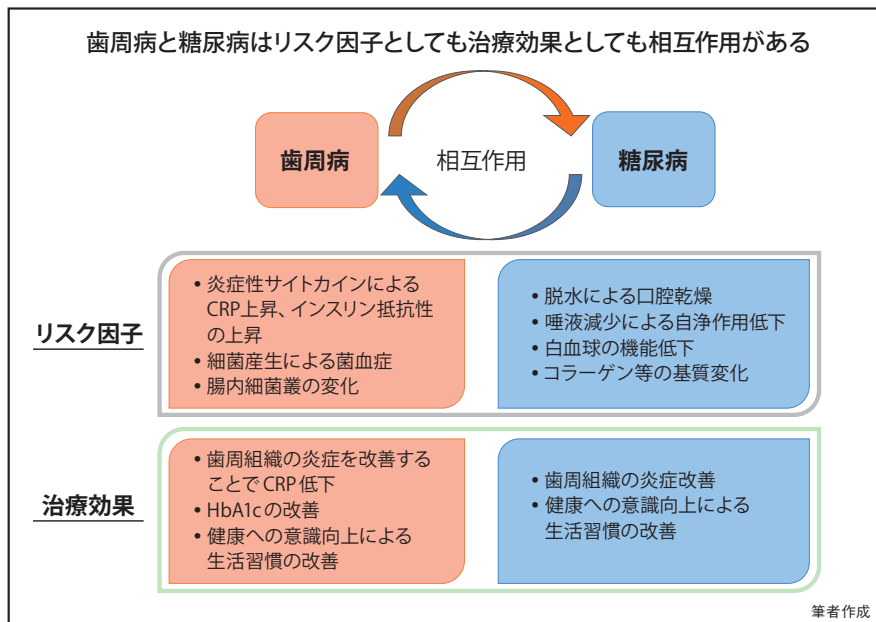 歯周病と糖尿病はリスク因子としても治療効果としても相互作用がある
歯周病
相互作用
糖尿病
リスク因子
• 炎症性サイトカインによる
CRP上昇、インスリン抵抗性
の上昇
• 細菌産生による菌血症
• 腸内細菌叢の変化
• 脱水による口腔乾燥
• 唾液減少による自浄作用低下
• 白血球の機能低下
• コラーゲン等の基質変化
治療効果
• 歯周組織の炎症を改善する
ことでCRP低下
• HbA1cの改善
• 健康への意識向上による
生活習慣の改善
• 歯周組織の炎症改善
• 健康への意識向上による
生活習慣の改善
筆者作成